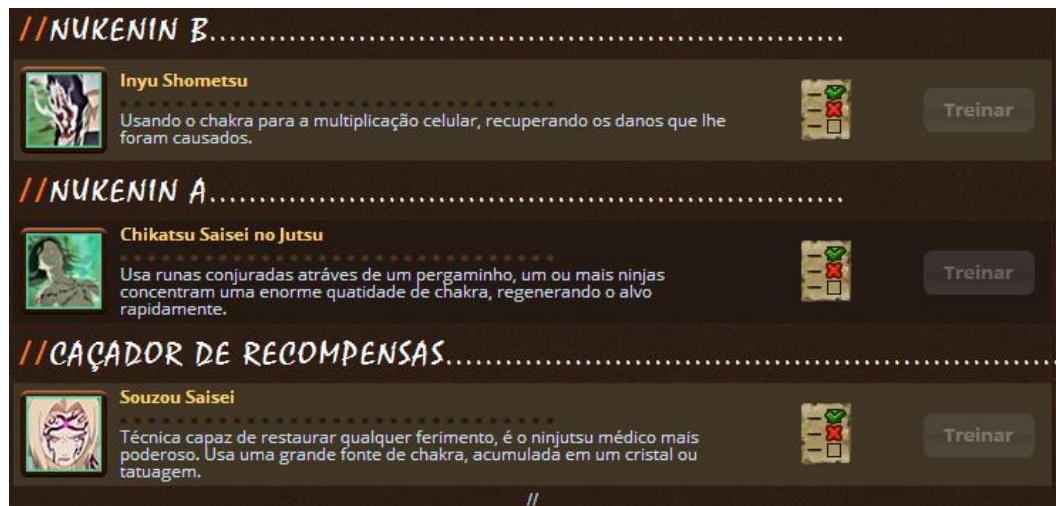 //NUKENIN B................................................................
Inyu Shometsu
Usando o chakra para a multiplicação celular, recuperando os danos que lhe
foram causados.
Treinar
//NUKENIN A................................................................
Chikatsu Saisei no Jutsu
Usa runas conjuradas atráves de um pergaminho, um ou mais ninjas
concentram uma enorme quatidade de chakra, regenerando o alvo
rapidamente.
Treinar
//CAÇADOR DE RECOMPENSAS..............................................................
Souzou Saisei
Técnica capaz de restaurar qualquer ferimento, é o ninjutsu médico mais
poderoso. Usa uma grande fonte de chakra, acumulada em um cristal ou
tatuagem.
Treinar
//